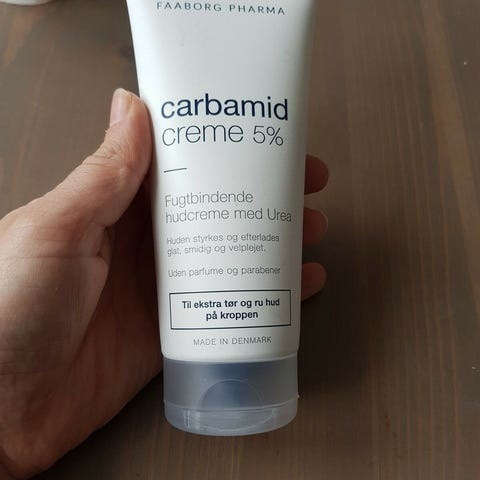 FAABORG PHARMA
carbamid
creme 5%
Fugtbindende
hudcreme med Urea
Huden styrkes og efterlades
glat, smidig og velplejet.
Uden parfume og parabener
Til ekstra tør og ru hud
på kroppen
MADE IN DENMARK